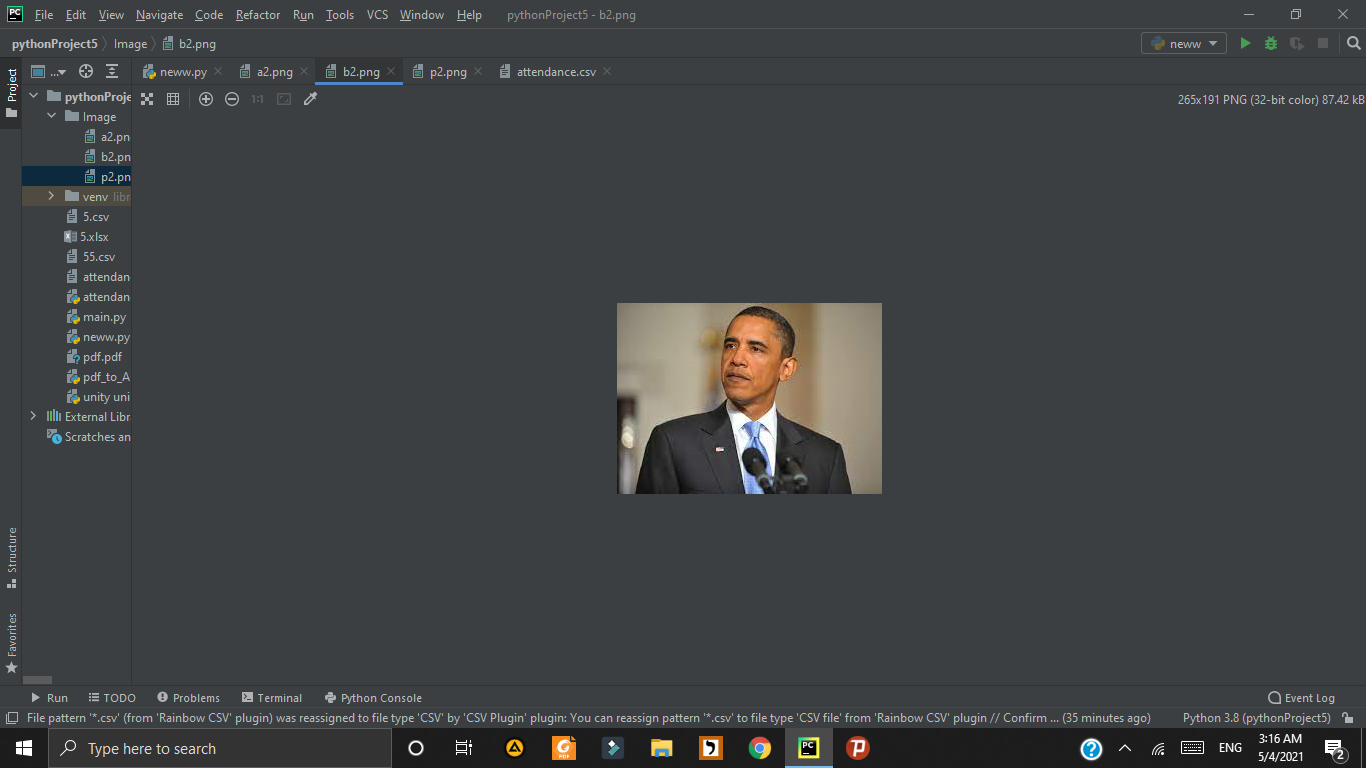 File Edit View Navigate Code Refactor Run Tools VCS Window Help pythonProject5 - b2.png
pythonProject5 Image b2.png neww
Project
... neww.py a2.png b2.png p2.png attendance.csv
pythonProje
265x191 PNG (32-bit color) 87.42 kB
1:1
Image
a2.pn
b2.pn
p2.pn
venv libr
5.csv
5.xlsx
55.csv
attendan
attendan
main.py
neww.py
pdf.pdf
pdf_to_A
unity uni
External Libr
Scratches an
Structure
Favorites
Run TODO Problems Terminal Python Console Event Log
File pattern '*.csv' (from 'Rainbow CSV' plugin) was reassigned to file type 'CSV' by 'CSV Plugin' plugin: You can reassign pattern '*.csv' to file type 'CSV file' from 'Rainbow CSV' plugin // Confirm ... (35 minutes ago) Python 3.8 (pythonProject5)
Type here to search
ENG
3:16 AM
5/4/2021
2